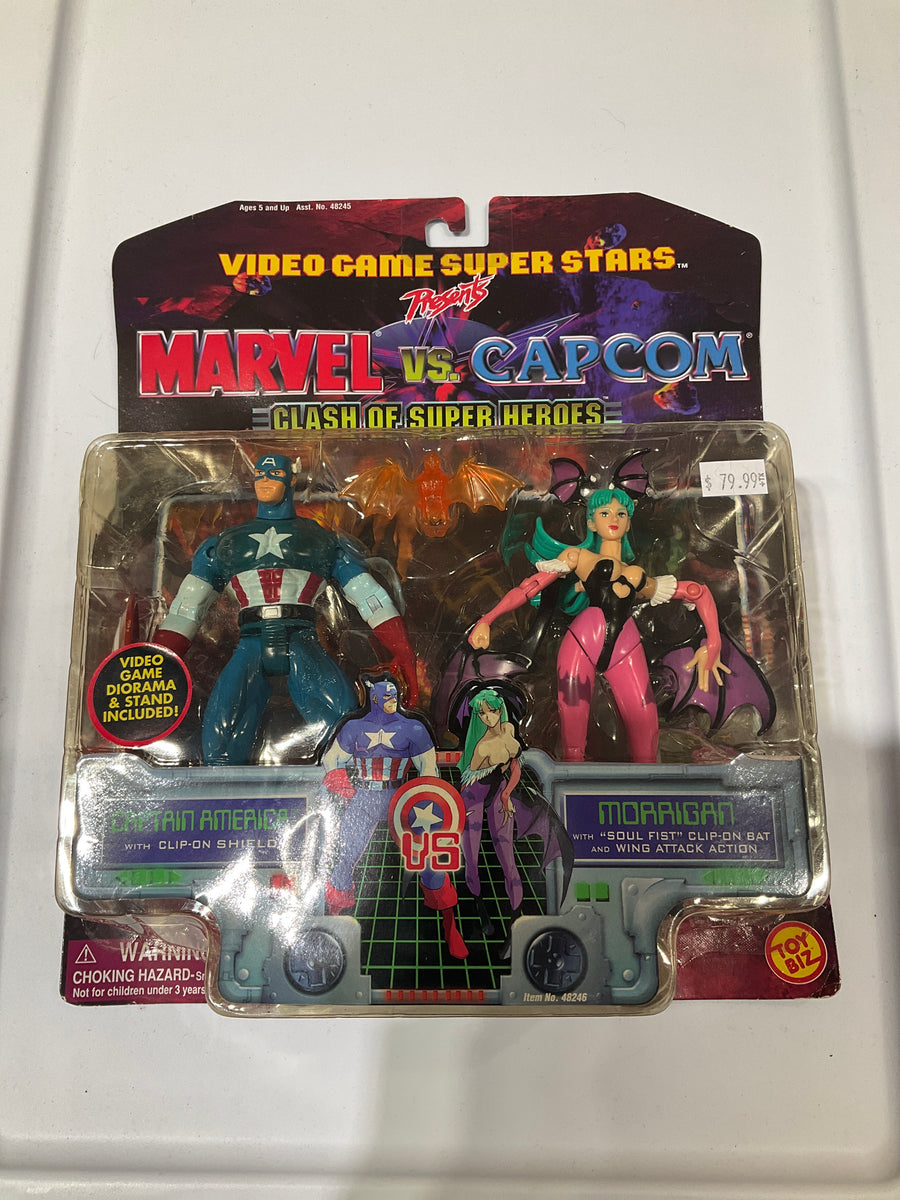 Ages 5 and Up Asst. No. 48245
VIDEO GAME SUPER STARS™
Presents
MARVEL® VS. CAPCOM®
CLASH OF SUPER HEROES™
$ 79.99
A
VIDEO
GAME
DIORAMA
& STAND
INCLUDED!
CAPTAIN AMERICA
WITH CLIP-ON SHIELD
VS
MORRIGAN
WITH "SOUL FIST" CLIP-ON BAT
AND WING ATTACK ACTION
WARNING
CHOKING HAZARD-
Not for children under 3 years
Item No. 48246
TOY
BIZ